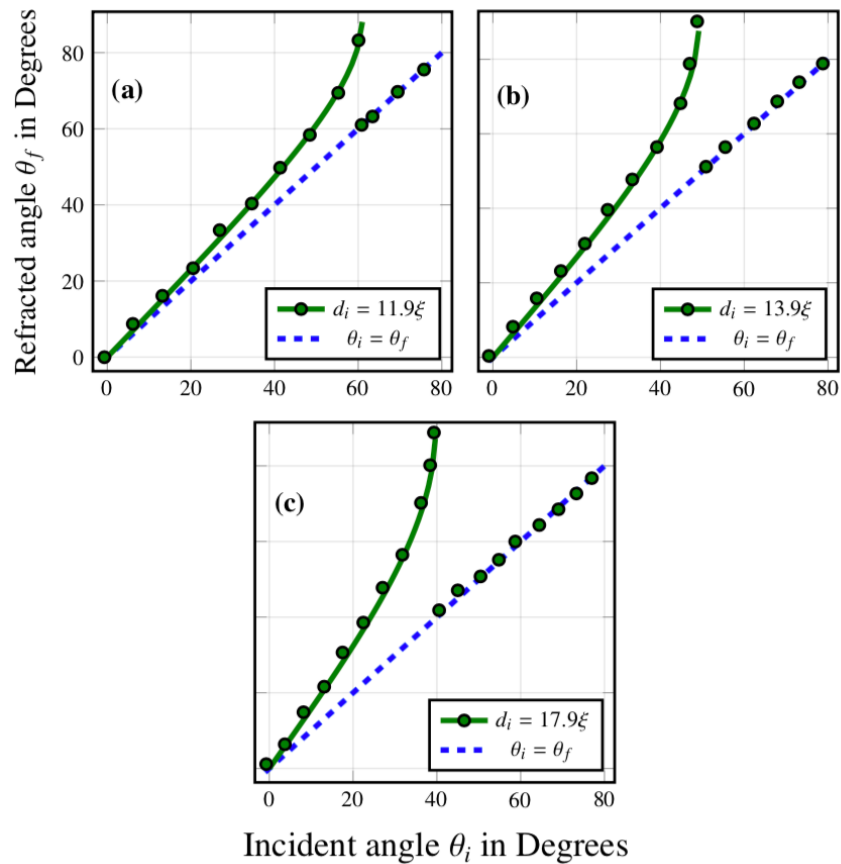 Refracted angle θ_f in Degrees
80
60
40
20
0
(a)
d_i = 11.9ξ
θ_i = θ_f
0 20 40 60 80
(b)
d_i = 13.9ξ
θ_i = θ_f
0 20 40 60 80
(c)
d_i = 17.9ξ
θ_i = θ_f
0 20 40 60 80
Incident angle θ_i in Degrees